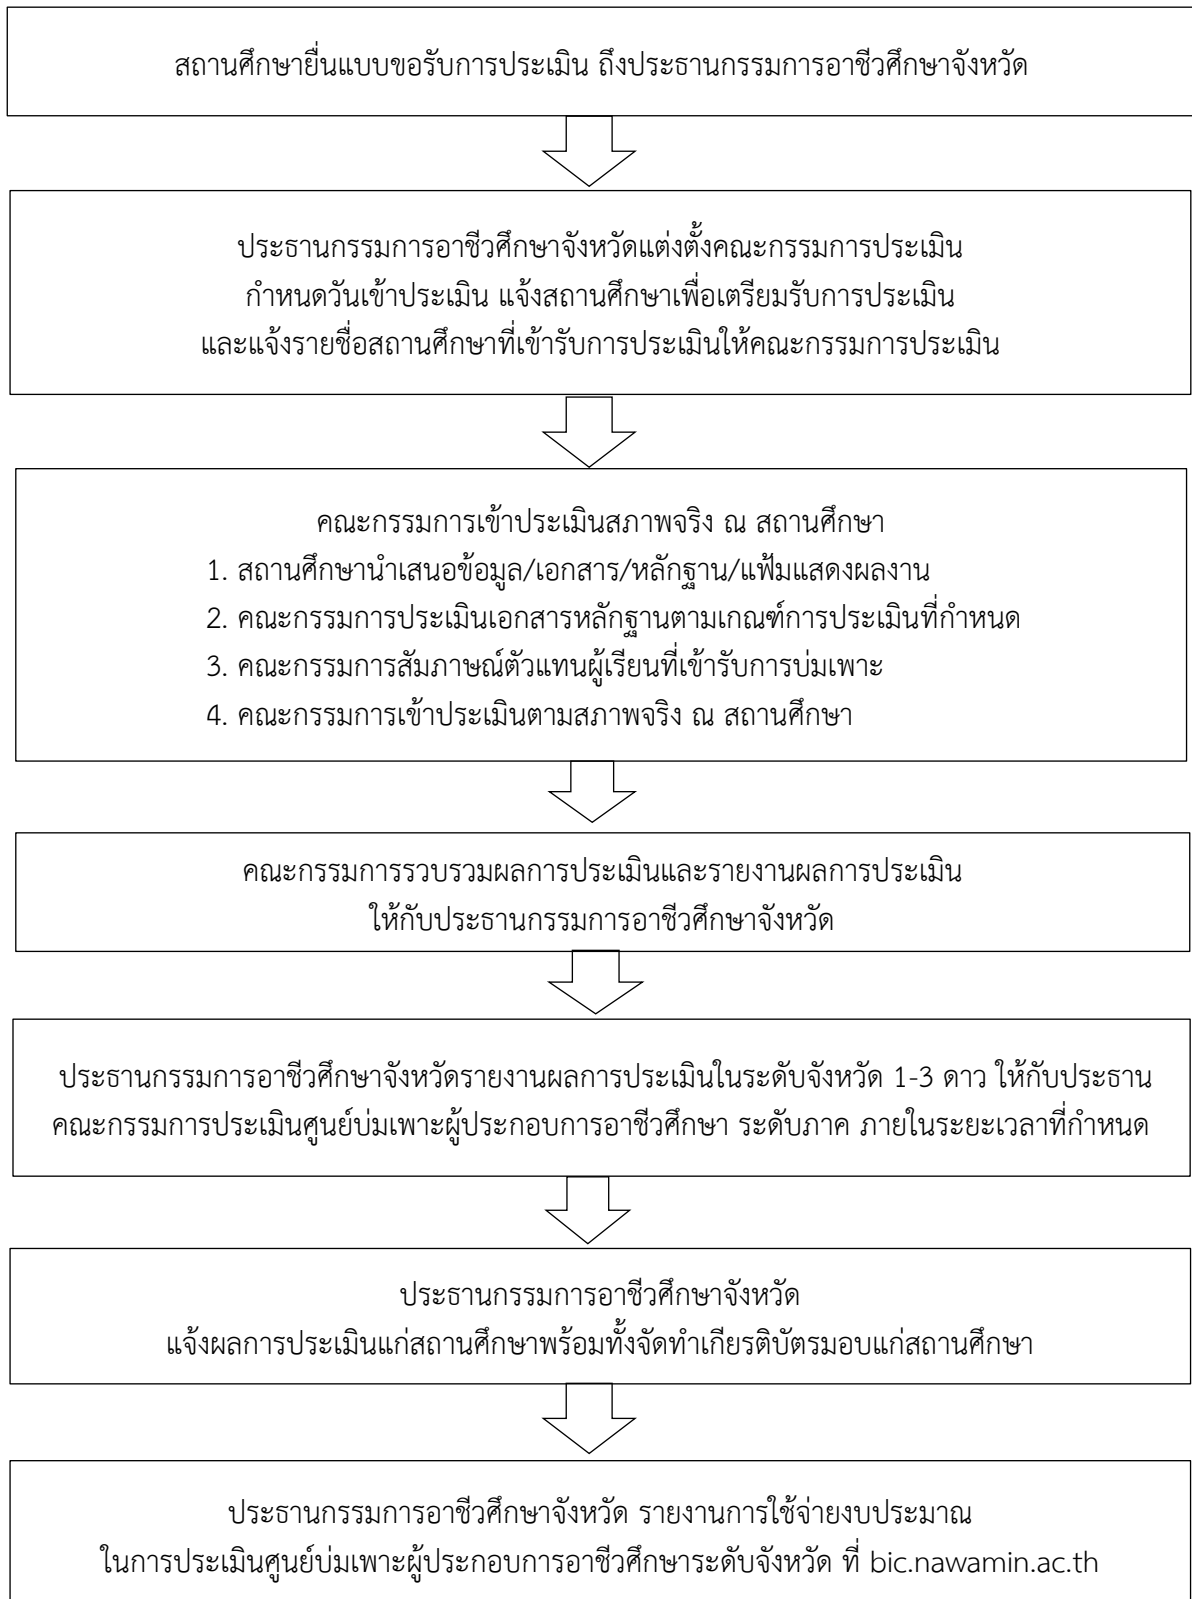 สถานศึกษายื่นแบบขอรับการประเมิน ถึงประธานกรรมการอาชีวศึกษาจังหวัด
ประธานกรรมการอาชีวศึกษาจังหวัดแต่งตั้งคณะกรรมการประเมิน
กำหนดวันเข้าประเมิน แจ้งสถานศึกษาเพื่อเตรียมรับการประเมิน
และแจ้งรายชื่อสถานศึกษาที่เข้ารับการประเมินให้คณะกรรมการประเมิน
คณะกรรมการเข้าประเมินสภาพจริง ณ สถานศึกษา
1. สถานศึกษานำเสนอข้อมูล/เอกสาร/หลักฐาน/แฟ้มแสดงผลงาน
2. คณะกรรมการประเมินเอกสารหลักฐานตามเกณฑ์การประเมินที่กำหนด
3. คณะกรรมการสัมภาษณ์ตัวแทนผู้เรียนที่เข้ารับการบ่มเพาะ
4. คณะกรรมการเข้าประเมินตามสภาพจริง ณ สถานศึกษา
คณะกรรมการรวบรวมผลการประเมินและรายงานผลการประเมิน
ให้กับประธานกรรมการอาชีวศึกษาจังหวัด
ประธานกรรมการอาชีวศึกษาจังหวัดรายงานผลการประเมินในระดับจังหวัด 1-3 ดาว ให้กับประธาน
คณะกรรมการประเมินศูนย์บ่มเพาะผู้ประกอบการอาชีวศึกษา ระดับภาค ภายในระยะเวลาที่กำหนด
ประธานกรรมการอาชีวศึกษาจังหวัด
แจ้งผลการประเมินแก่สถานศึกษาพร้อมทั้งจัดทำเกียรติบัตรมอบแก่สถานศึกษา
ประธานกรรมการอาชีวศึกษาจังหวัด รายงานการใช้จ่ายงบประมาณ
ในการประเมินศูนย์บ่มเพาะผู้ประกอบการอาชีวศึกษาระดับจังหวัด ที่ bic.nawamin.ac.th